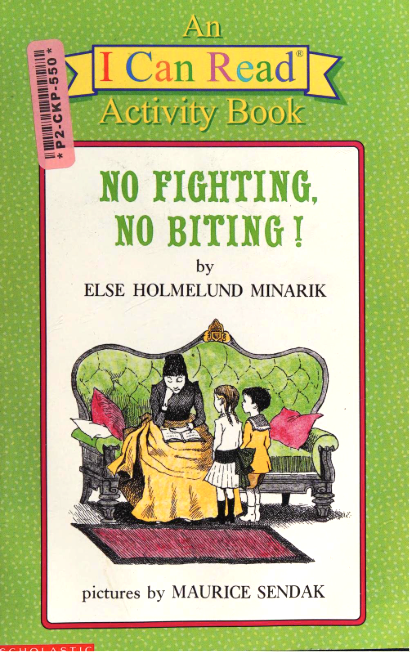 An
I Can Read®
Activity Book
*P2-CKP-550*
NO FIGHTING,
NO BITING!
by
ELSE HOLMELUND MINARIK
pictures by MAURICE SENDAK
SCHOLASTIC